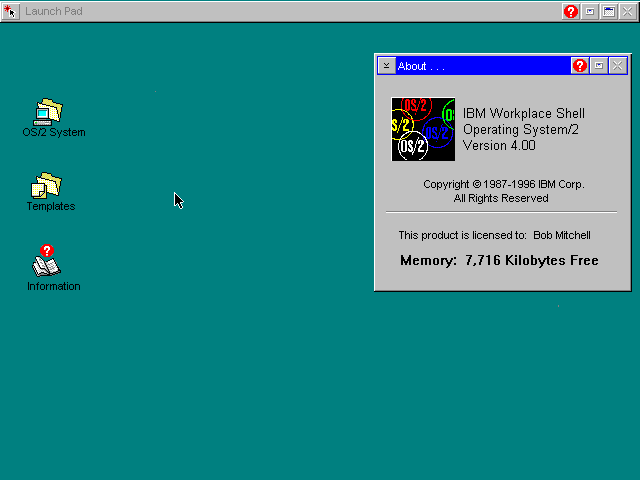 Launch Pad
OS/2 System
Templates
Information
About . . .
OS/2
OS
S/2
OS/2
OS/2
IBM Workplace Shell
Operating System/2
Version 4.00
Copyright © 1987-1996 IBM Corp.
All Rights Reserved
This product is licensed to: Bob Mitchell
Memory: 7,716 Kilobytes Free